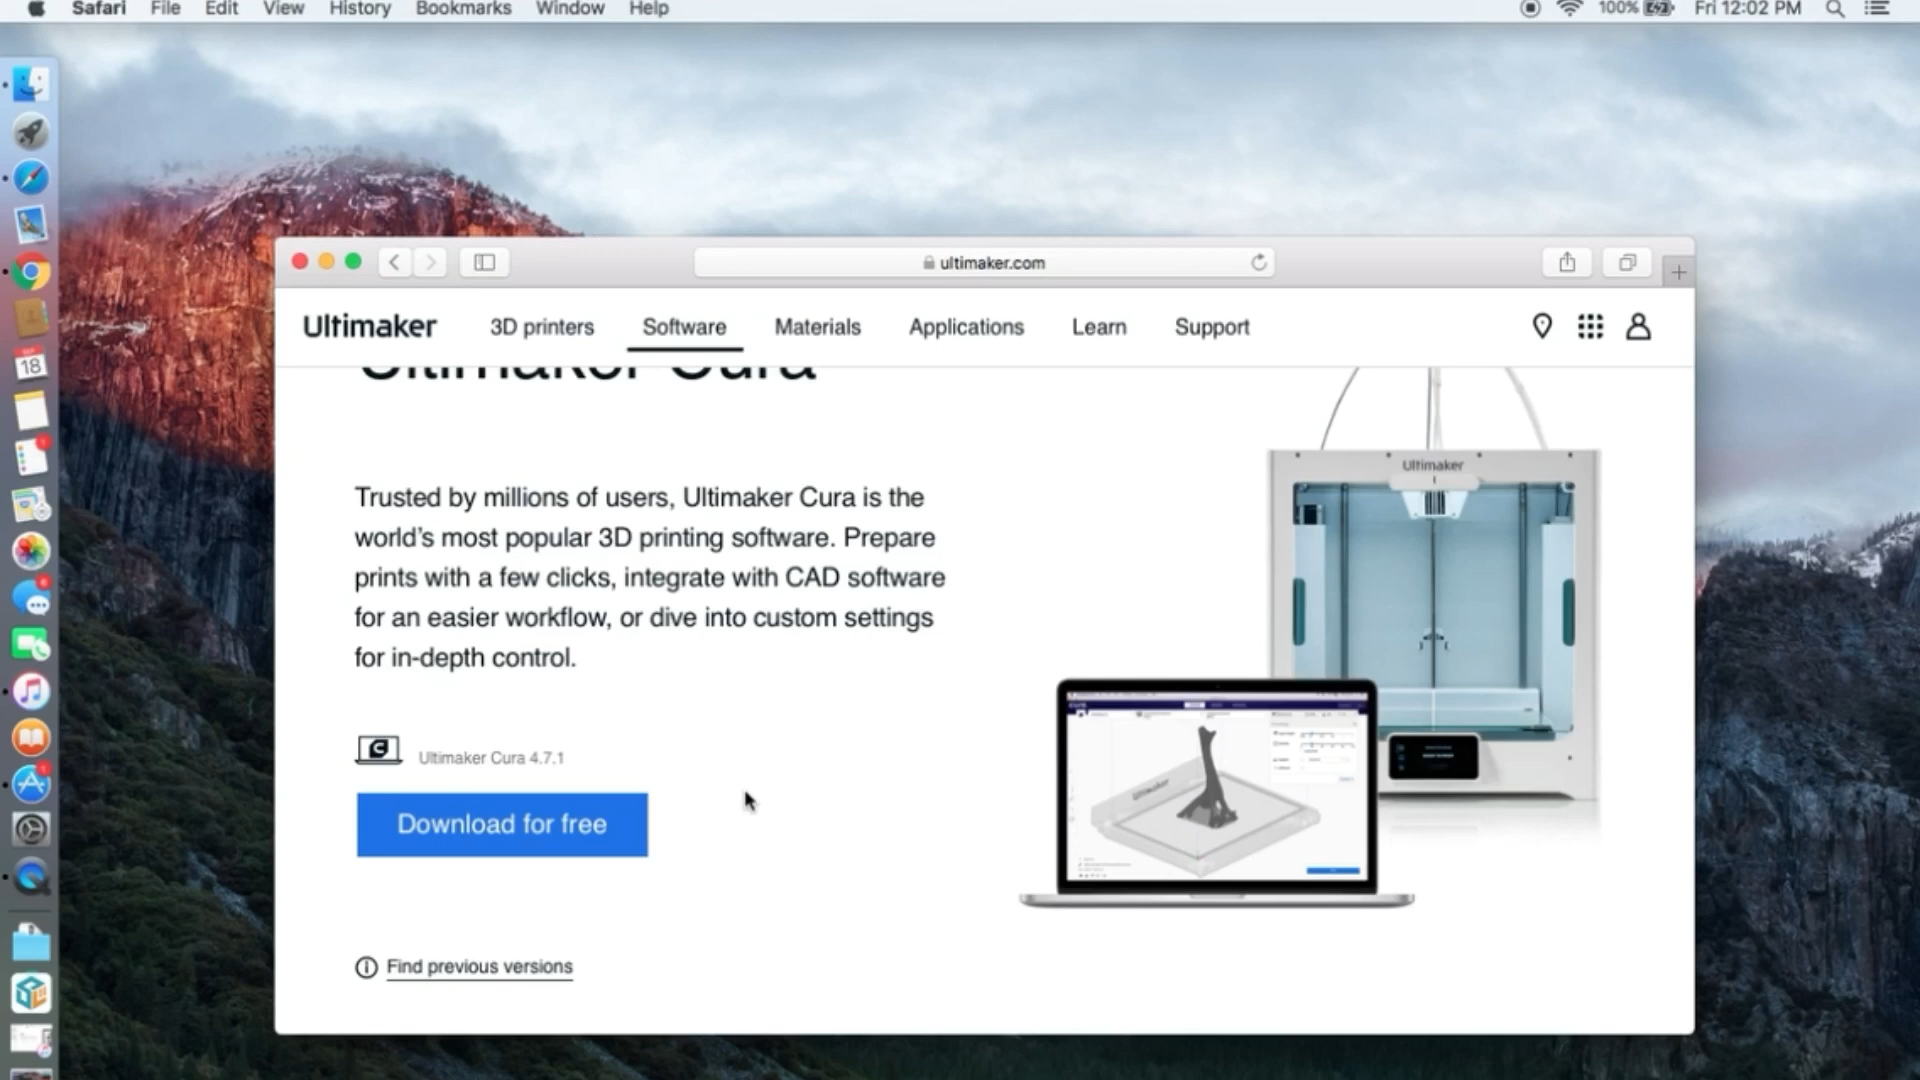 Safari File Edit View History Bookmarks Window Help 100% Fri 12:02 PM
ultimaker.com
Ultimaker 3D printers Software Materials Applications Learn Support
Ultimaker Cura
Trusted by millions of users, Ultimaker Cura is the
world's most popular 3D printing software. Prepare
prints with a few clicks, integrate with CAD software
for an easier workflow, or dive into custom settings
for in-depth control.
Ultimaker Cura 4.7.1
Download for free
Find previous versions
Ultimaker
18